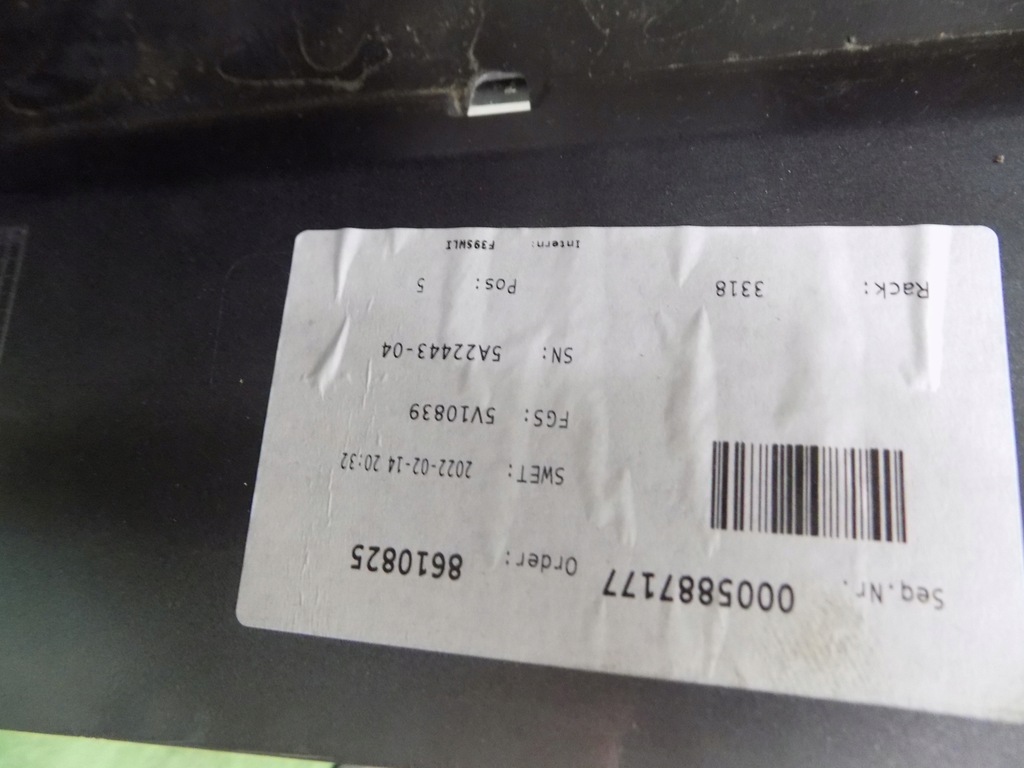 Seq.Nr. 0005887177 Order: 8610825
SWET: 2022-02-14 20:32
FGS: 5V10839
SN: 5A22443-04
Rack: 3318 Pos: 5
Intern: F39SWLI